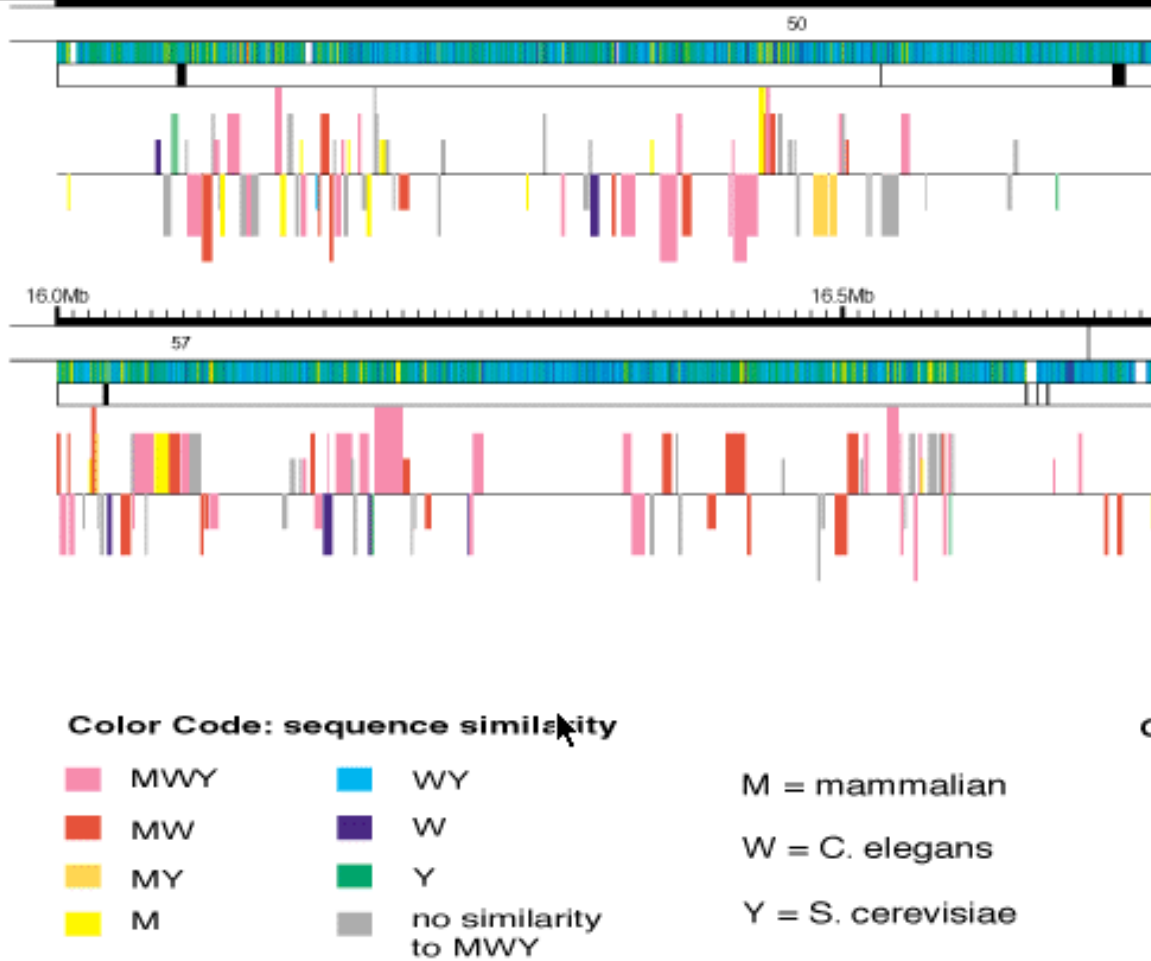 50
16.0Mb 16.5Mb
57
Color Code: sequence similarity
MWY WY M = mammalian
MW W W = C. elegans
MY Y Y = S. cerevisiae
M no similarity
to MWY